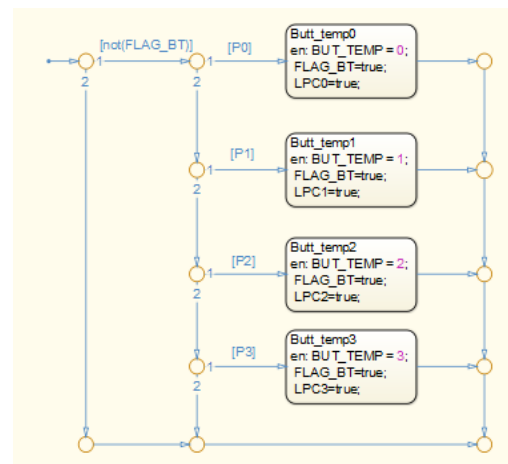 [not(FLAG_BT)]
1
2
[P0]
1
2
Butt_temp0
en: BUT_TEMP = 0;
FLAG_BT=true;
LPC0=true;
[P1]
1
2
Butt_temp1
en: BUT_TEMP = 1;
FLAG_BT=true;
LPC1=true;
[P2]
1
2
Butt_temp2
en: BUT_TEMP = 2;
FLAG_BT=true;
LPC2=true;
[P3]
1
2
Butt_temp3
en: BUT_TEMP = 3;
FLAG_BT=true;
LPC3=true;